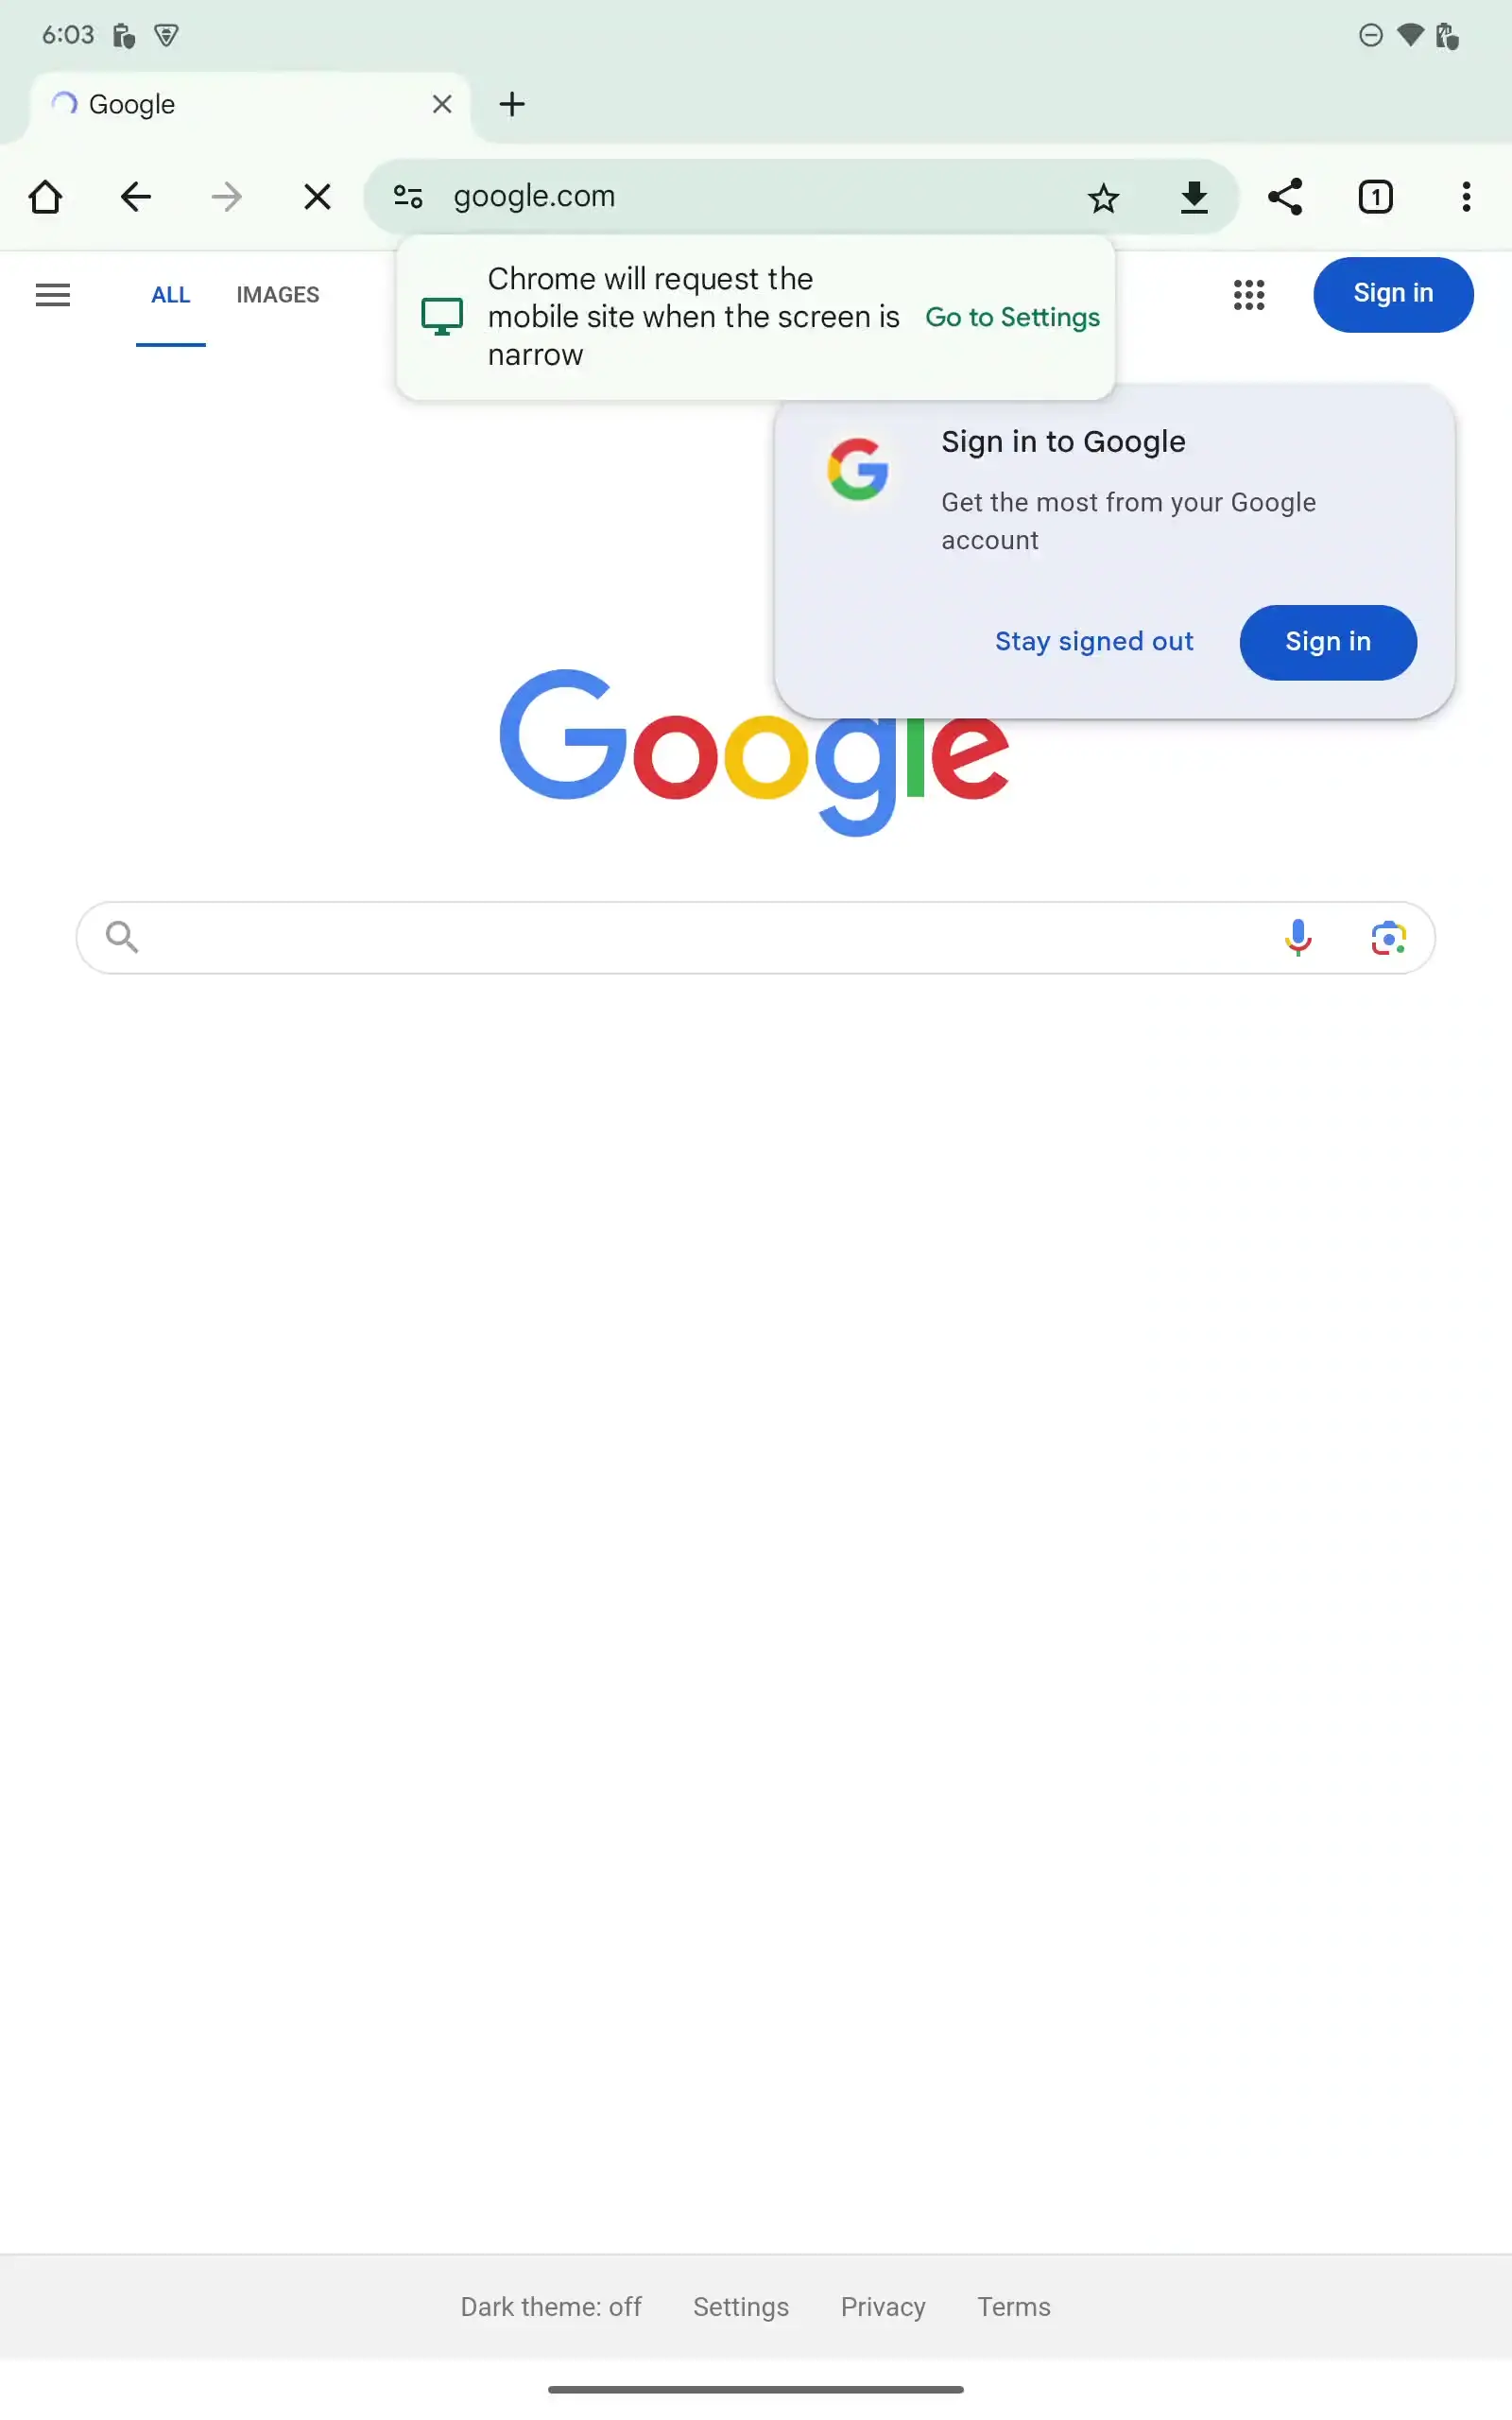 6:03
Google
google.com
1
Chrome will request the
mobile site when the screen is
narrow
Go to Settings
ALL
IMAGES
Sign in
Sign in to Google
Get the most from your Google
account
Stay signed out
Sign in
Google
Dark theme: off
Settings
Privacy
Terms